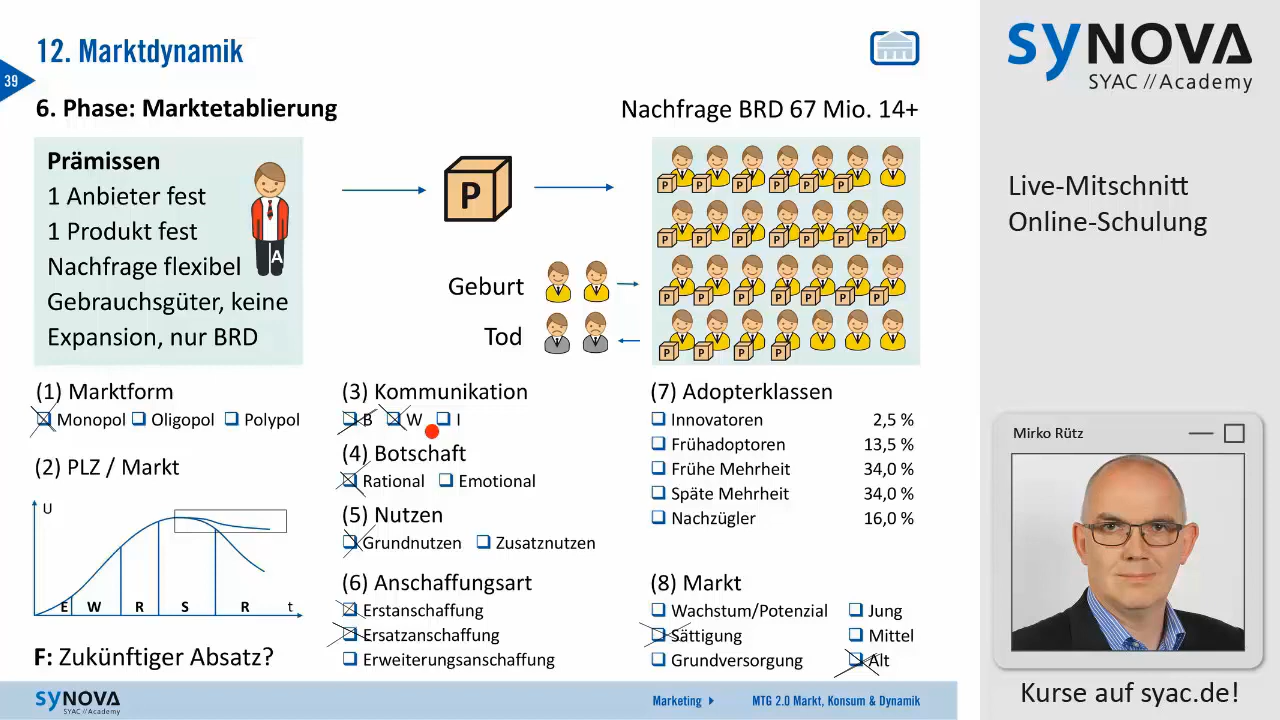 12. Marktdynamik
39
6. Phase: Marktetablierung
Nachfrage BRD 67 Mio. 14+
Prämissen
1 Anbieter fest
1 Produkt fest
Nachfrage flexibel
Gebrauchsgüter, keine
Expansion, nur BRD
A
P
Geburt
Tod
P P P P P P
P P P P P P P
P P P P P P P
P P P P
(1) Marktform
Monopol Oligopol Polypol
(2) PLZ / Markt
U
E W R S R t
F: Zukünftiger Absatz?
(3) Kommunikation
B W I
(4) Botschaft
Rational Emotional
(5) Nutzen
Grundnutzen Zusatznutzen
(6) Anschaffungsart
Erstanschaffung
Ersatzanschaffung
Erweiterungsanschaffung
(7) Adopterklassen
Innovatoren 2,5 %
Frühadoptoren 13,5 %
Frühe Mehrheit 34,0 %
Späte Mehrheit 34,0 %
Nachzügler 16,0 %
(8) Markt
Wachstum/Potenzial Jung
Sättigung Mittel
Grundversorgung Alt
SYNOVA
SYAC // Academy
Marketing
MTG 2.0 Markt, Konsum & Dynamik
SYNOVA
SYAC // Academy
Live-Mitschnitt
Online-Schulung
Mirko Rütz
Kurse auf syac.de!